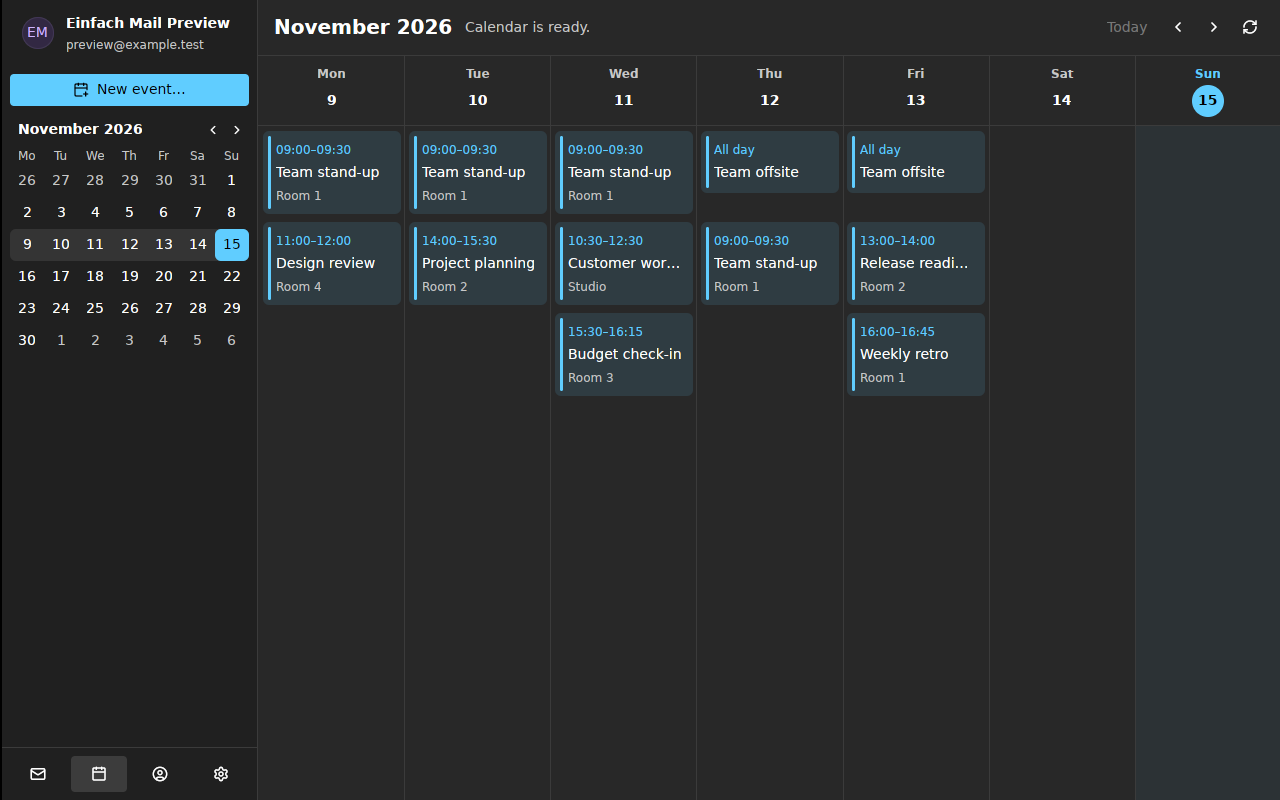 EM
Einfach Mail Preview
preview@example.test
New event...
November 2026
Mo Tu We Th Fr Sa Su
26 27 28 29 30 31 1
2 3 4 5 6 7 8
9 10 11 12 13 14 15
16 17 18 19 20 21 22
23 24 25 26 27 28 29
30 1 2 3 4 5 6
November 2026 Calendar is ready. Today
Mon Tue Wed Thu Fri Sat Sun
9 10 11 12 13 14 15
09:00–09:30
Team stand-up
Room 1
11:00–12:00
Design review
Room 4
09:00–09:30
Team stand-up
Room 1
14:00–15:30
Project planning
Room 2
09:00–09:30
Team stand-up
Room 1
10:30–12:30
Customer wor...
Studio
15:30–16:15
Budget check-in
Room 3
All day
Team offsite
09:00–09:30
Team stand-up
Room 1
All day
Team offsite
13:00–14:00
Release readi...
Room 2
16:00–16:45
Weekly retro
Room 1